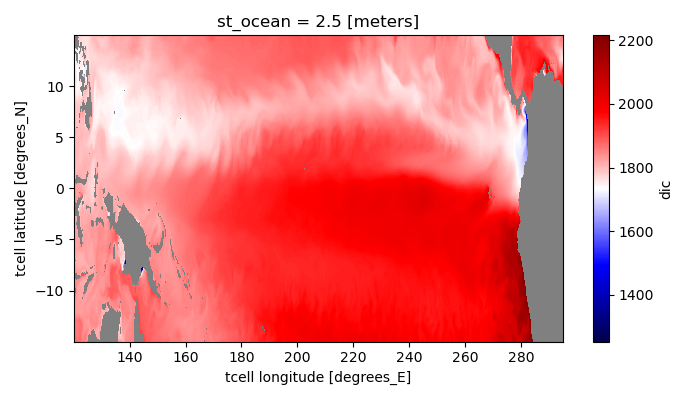 st_ocean = 2.5 [meters]
10
5
0
−5
−10
tcell latitude [degrees_N]
140 160 180 200 220 240 260 280
tcell longitude [degrees_E]
2200
2000
1800
1600
1400
dic